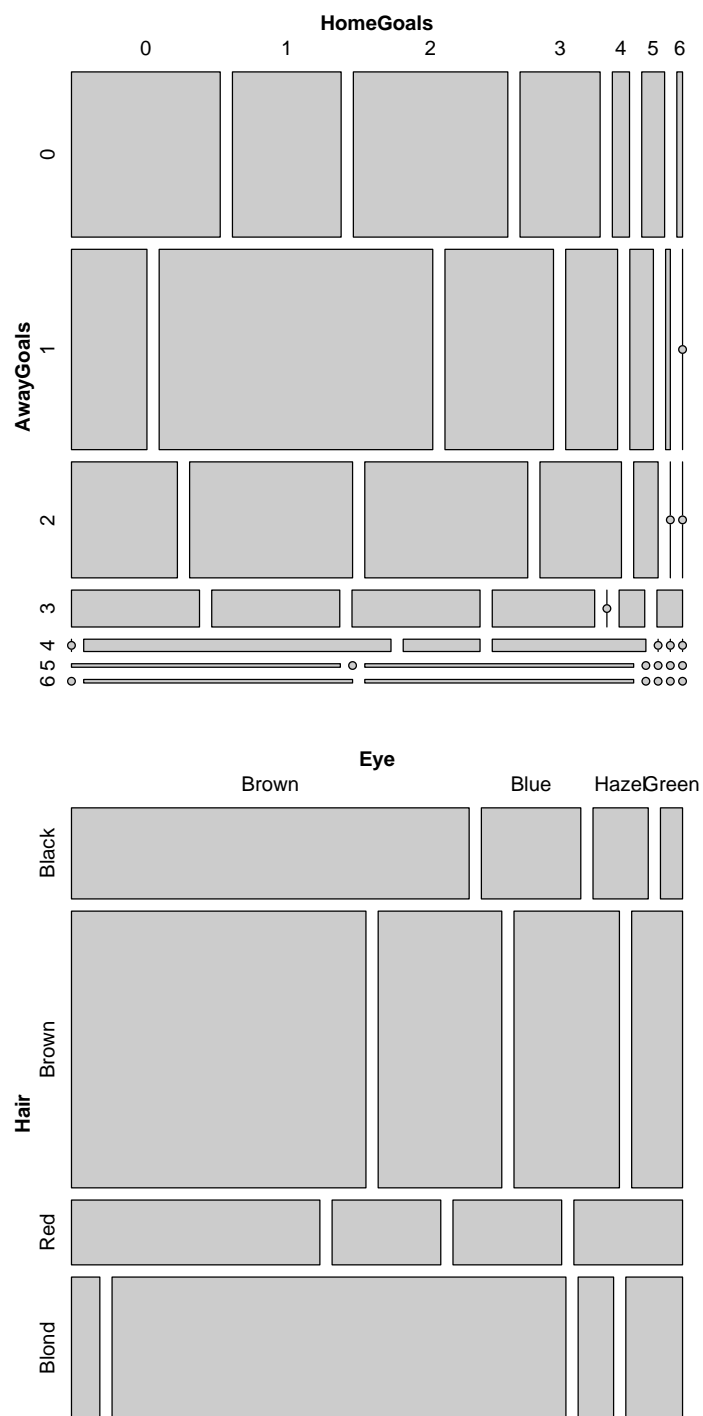 HomeGoals
0 1 2 3 4 5 6
AwayGoals
0
1
2
3
4
5
6
Eye
Brown Blue Hazel Green
Hair
Black
Brown
Red
Blond